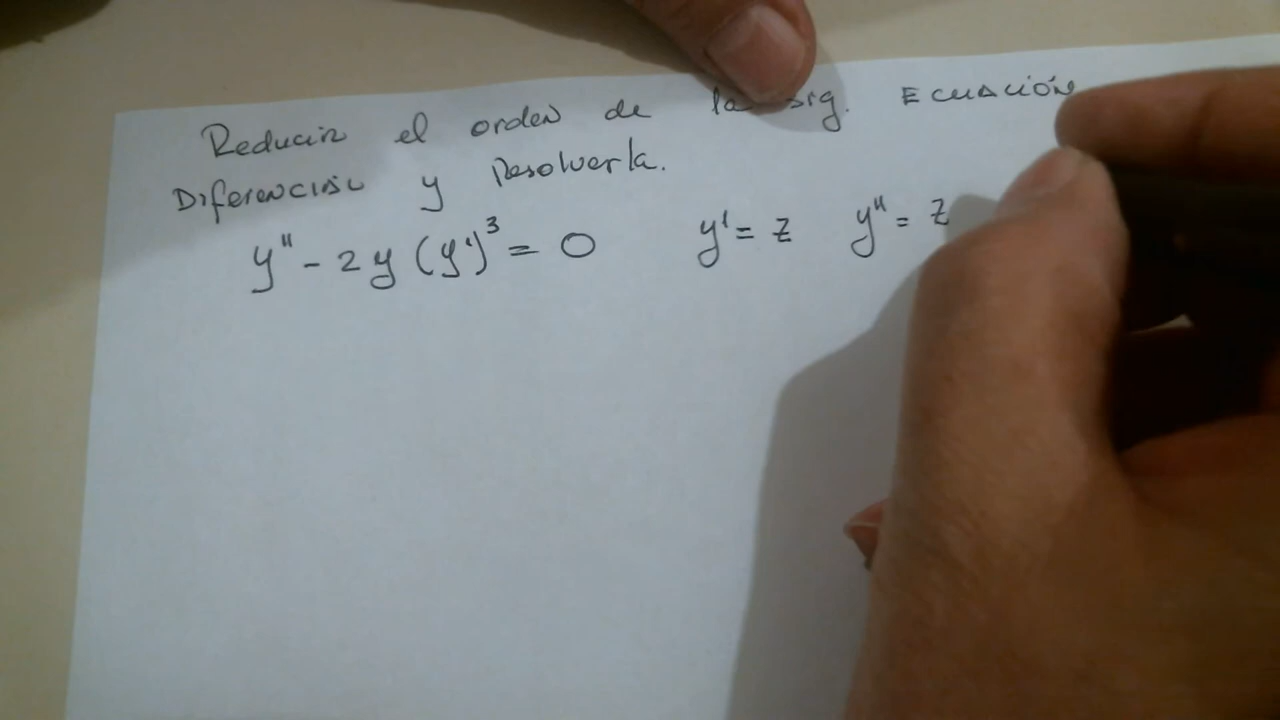 Reducir el orden de la sig. Ecuación
Diferencial y Resolverla.
y'' - 2y (y')³ = 0 y' = z y'' = z